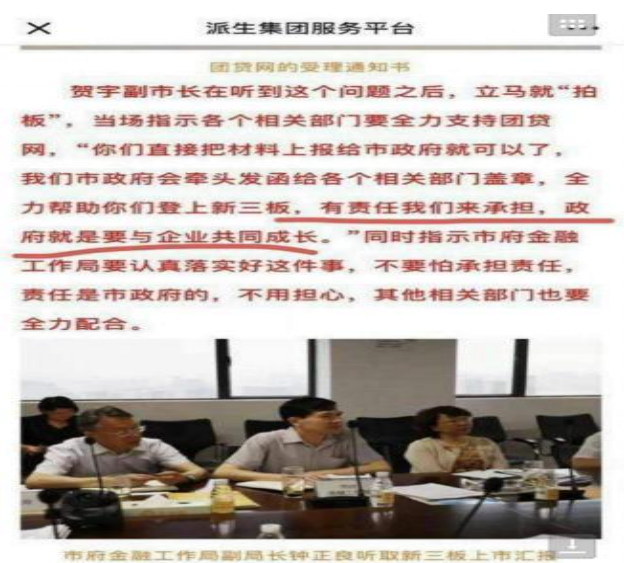 派生集团服务平台
团贷网的受理通知书
贺宇副市长在听到这个问题之后，立马就“拍
板”，当场指示各个相关部门要全力支持团贷
网，“你们直接把材料上报给市政府就可以了，
我们市政府会牵头发函给各个相关部门盖章，全
力帮助你们登上新三板，有责任我们来承担，政
府就是要与企业共同成长。”同时指示市府金融
工作局要认真落实好这件事，不要怕承担责任，
责任是市政府的，不用担心，其他相关部门也要
全力配合。
市府金融工作局副局长钟正良听取新三板上市汇报